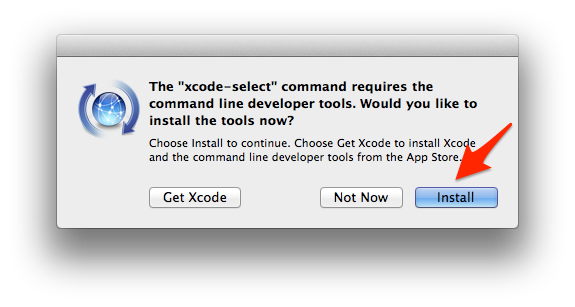 The "xcode-select" command requires the
command line developer tools. Would you like to
install the tools now?
Choose Install to continue. Choose Get Xcode to install Xcode
and the command line developer tools from the App Store.
Get Xcode
Not Now
Install